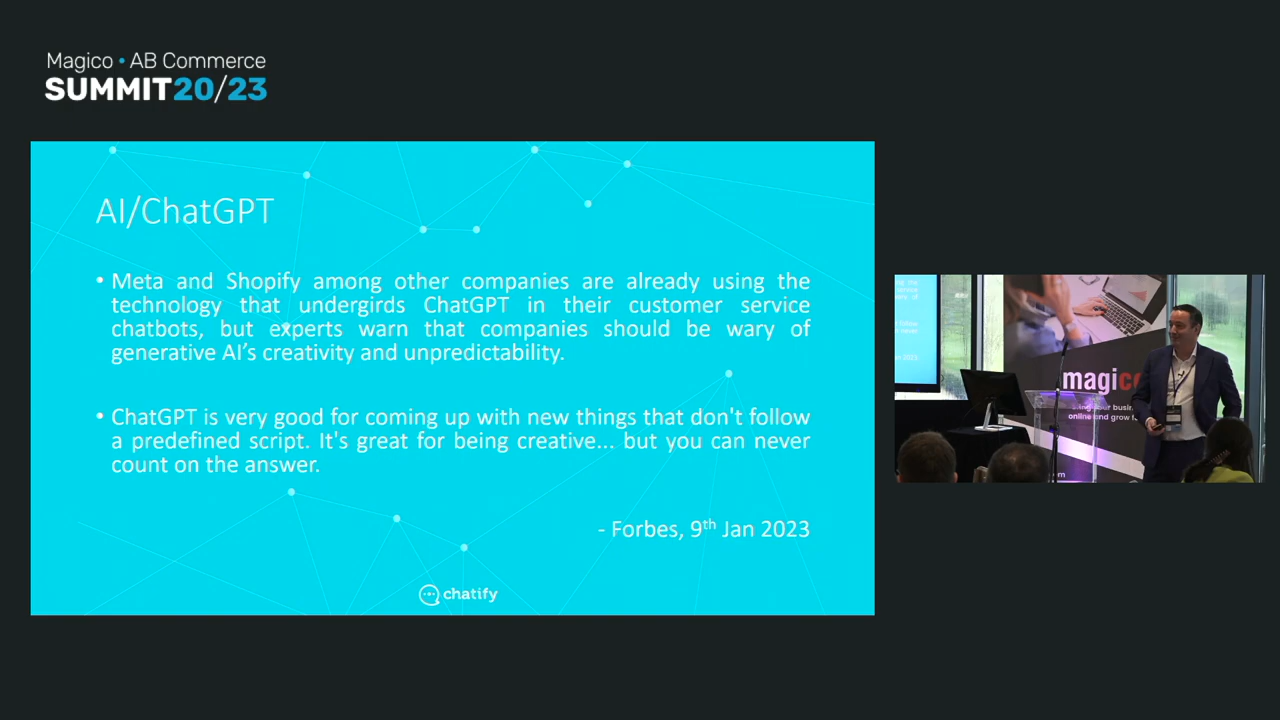 Magico • AB Commerce
SUMMIT20/23
AI/ChatGPT
• Meta and Shopify among other companies are already using the
technology that undergirds ChatGPT in their customer service
chatbots, but experts warn that companies should be wary of
generative AI’s creativity and unpredictability.
• ChatGPT is very good for coming up with new things that don't follow
a predefined script. It's great for being creative... but you can never
count on the answer.
- Forbes, 9th Jan 2023
chatify
magic
online and grow